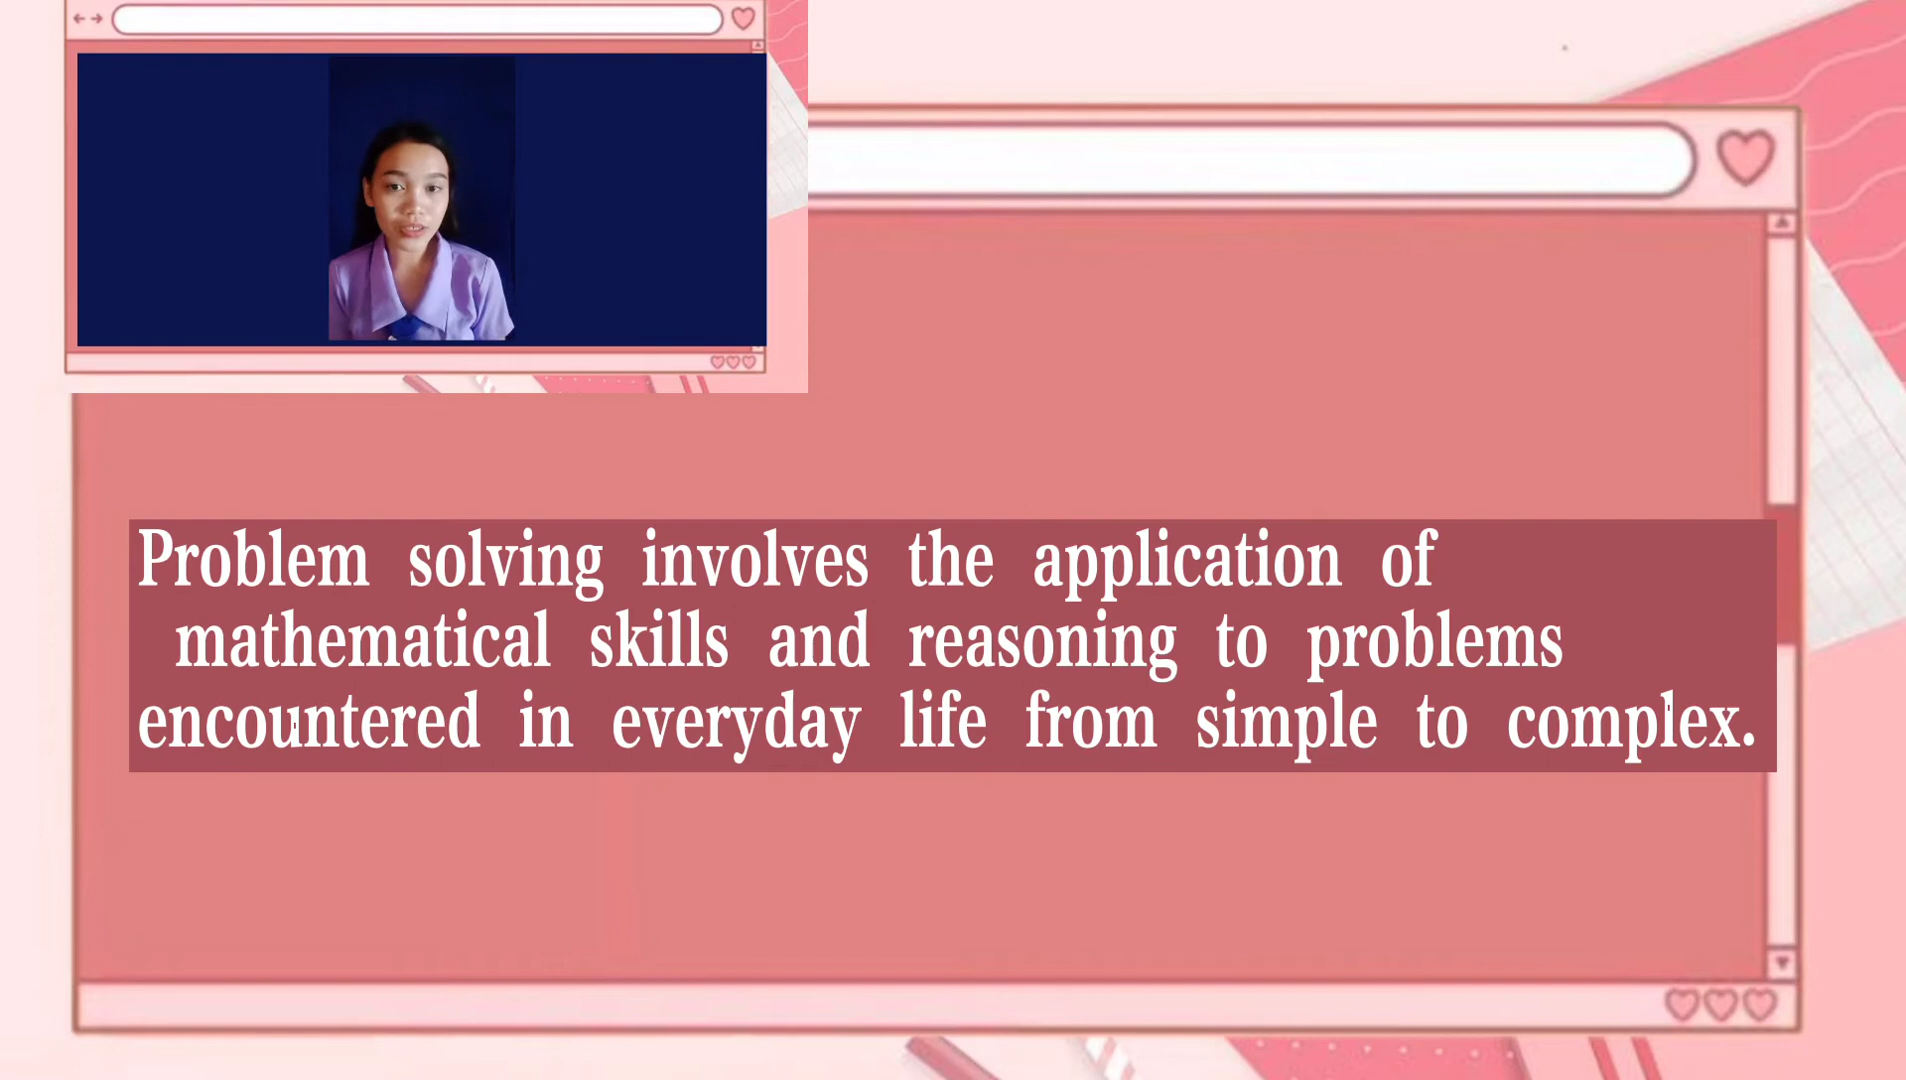 Problem solving involves the application of
mathematical skills and reasoning to problems
encountered in everyday life from simple to complex.